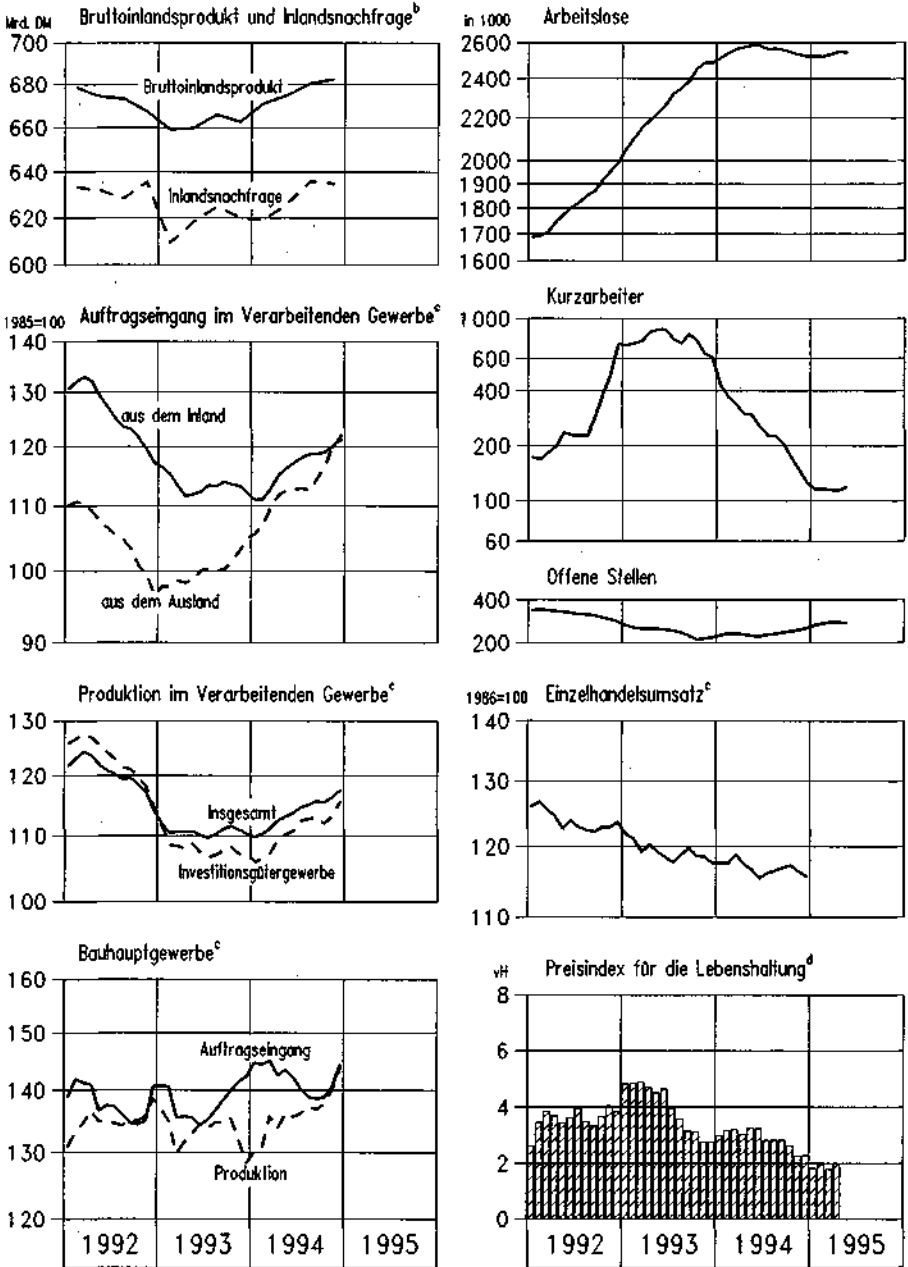 Bruttoinlandsprodukt und Inlandsnachfrage^b
Mrd. DM
700
680
660
640
620
600
Bruttoinlandsprodukt
Inlandsnachfrage
1985=100 Auftragseingang im Verarbeitenden Gewerbe^c
140
130
120
110
100
90
aus dem Inland
aus dem Ausland
Produktion im Verarbeitenden Gewerbe^c
130
120
110
100
Insgesamt
Investitionsgütergewerbe
Bauhauptgewerbe^c
160
150
140
130
120
Auftragseingang
Produktion
1992 1993 1994 1995
in 1000 Arbeitslose
2600
2400
2200
2000
1900
1800
1700
1600
Kurzarbeiter
1000
600
400
200
100
60
Offene Stellen
400
200
1986=100 Einzelhandelsumsatz^c
140
130
120
110
vH Preisindex für die Lebenshaltung^d
8
6
4
2
0
1992 1993 1994 1995